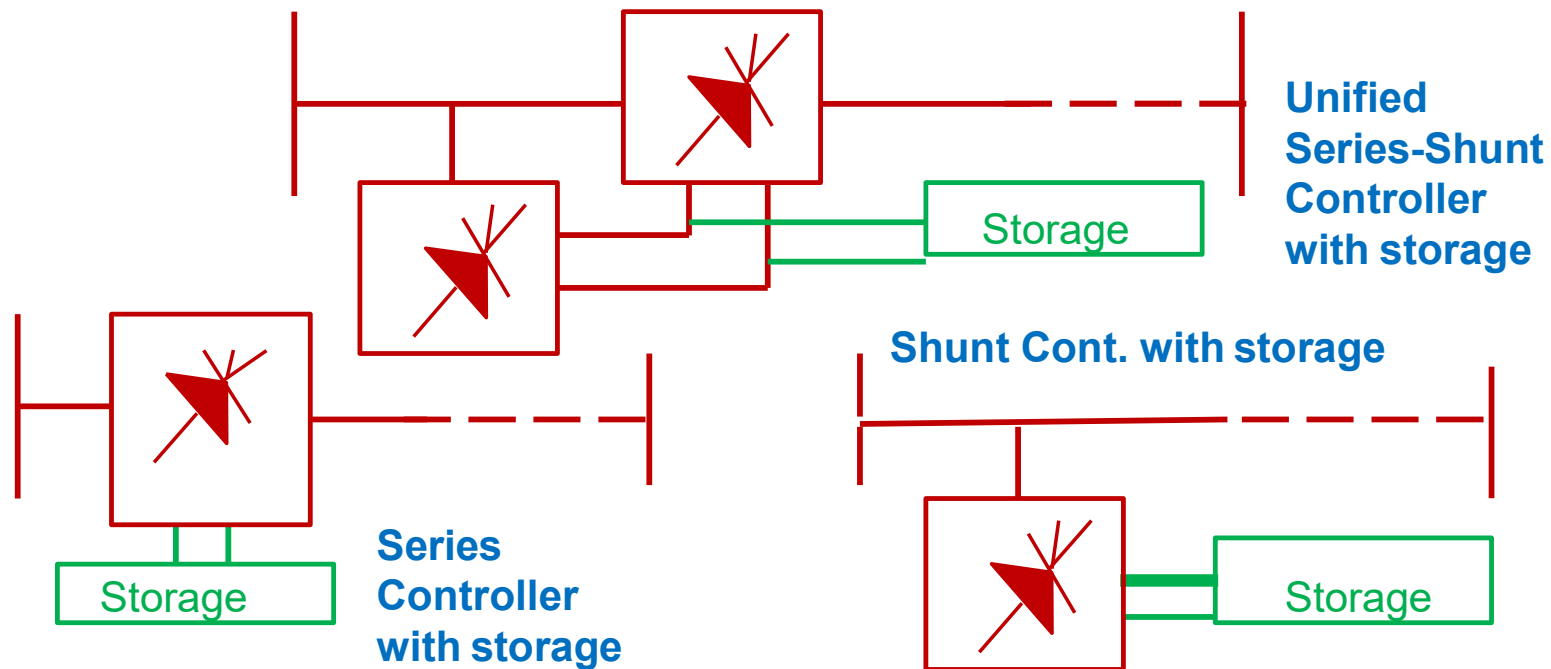 Unified
Series-Shunt
Controller
with storage
Storage
Shunt Cont. with storage
Storage
Series
Controller
with storage
Storage